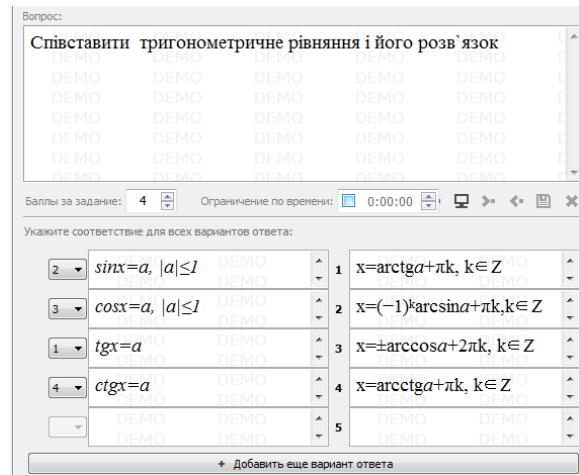 Вопрос:
Співставити тригонометричне рівняння і його розв`язок
Баллы за задание: 4 Ограничение по времени: 0:00:00
Укажите соответствие для всех вариантов ответа:
2 sinx=a, |a|≤1 1 x=arctga+πk, k∈Z
3 cosx=a, |a|≤1 2 x=(−1)ᵏarcsina+πk,k∈Z
1 tgx=a 3 x=±arccosa+2πk, k∈Z
4 ctgx=a 4 x=arcctga+πk, k∈Z
5
+ Добавить еще вариант ответа